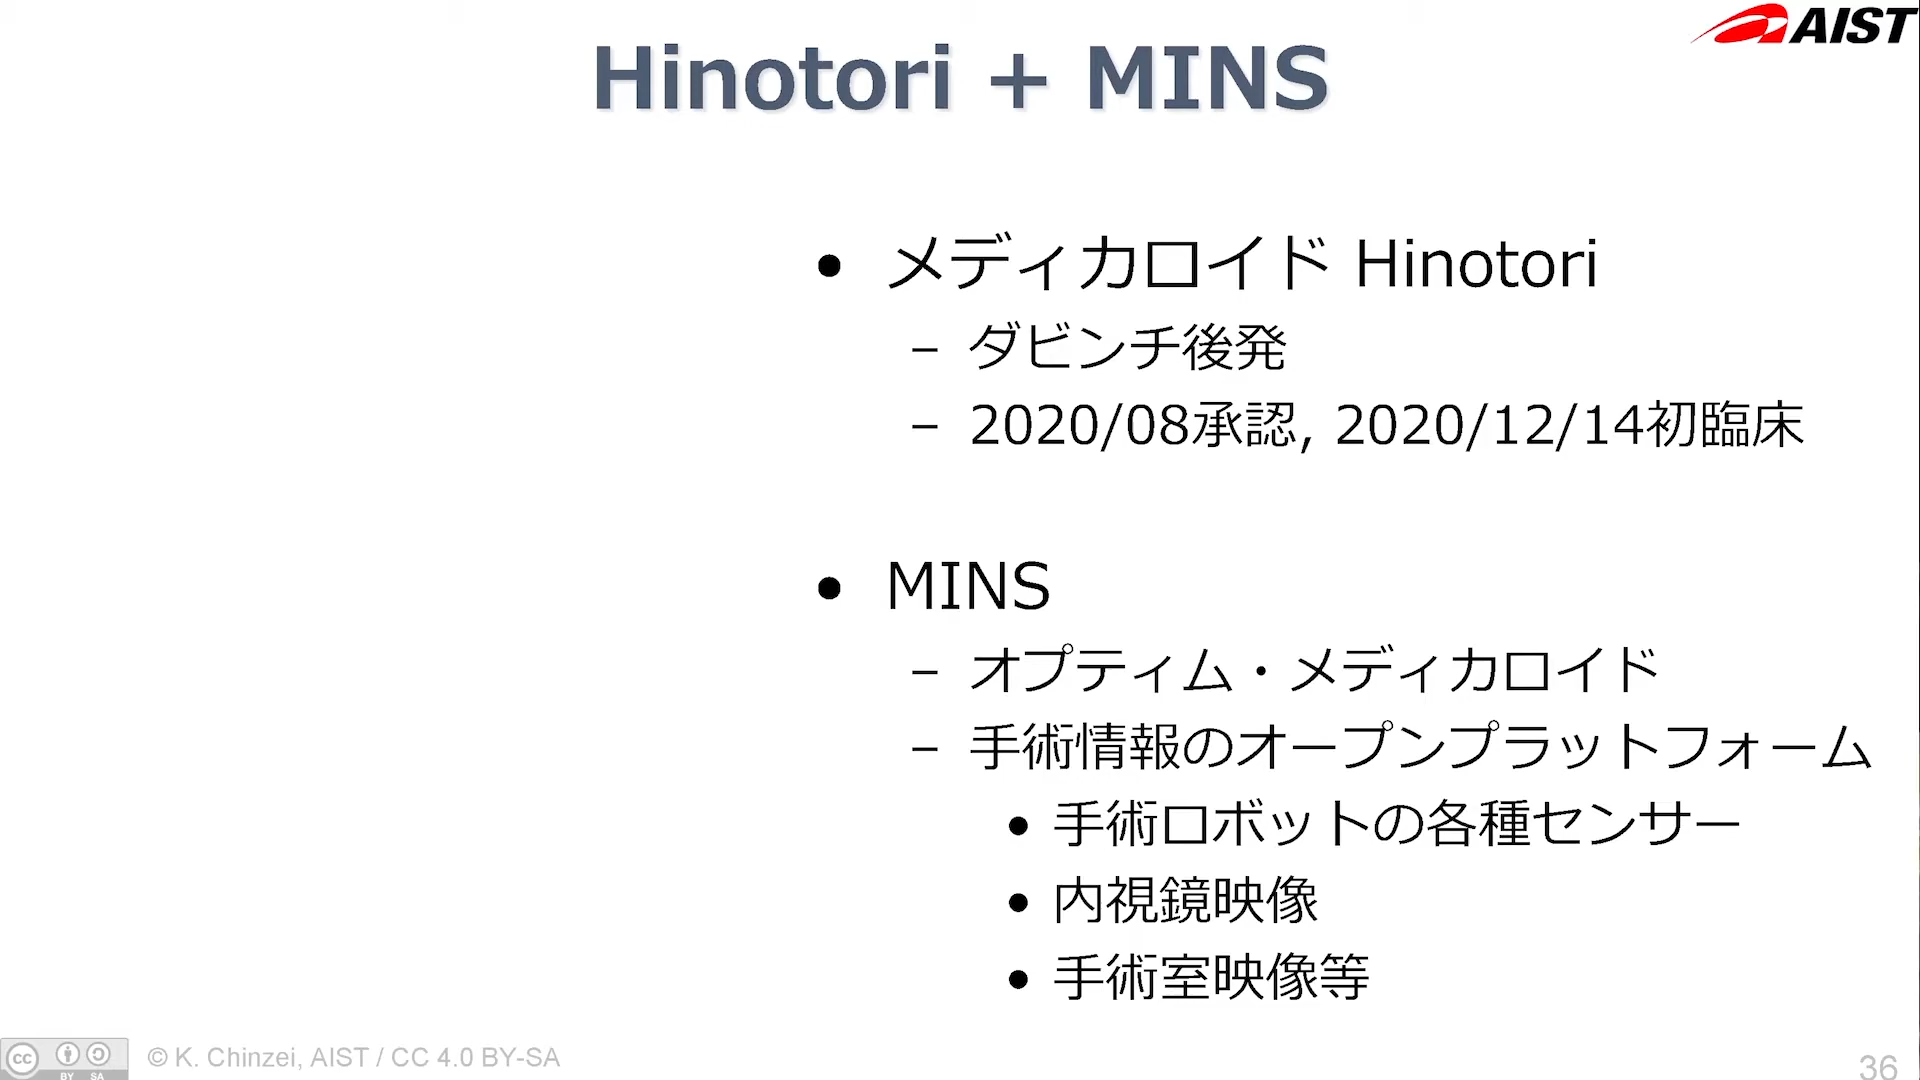 AIST
Hinotori + MINS
• メディカロイド Hinotori
– ダビンチ後発
– 2020/08承認, 2020/12/14初臨床
• MINS
– オプティム・メディカロイド
– 手術情報のオープンプラットフォーム
• 手術ロボットの各種センサー
• 内視鏡映像
• 手術室映像等
cc BY SA © K. Chinzei, AIST / CC 4.0 BY-SA
36